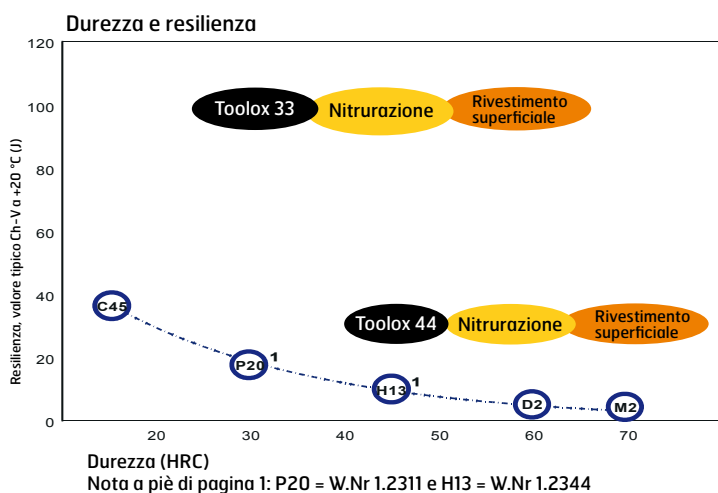 Durezza e resilienza
Resilienza, valore tipico Ch-V a +20 °C (J)
120
100
80
60
40
20
0
Toolox 33
Nitrurazione
Rivestimento
superficiale
C45
P20 1
H13 1
D2
M2
Toolox 44
Nitrurazione
Rivestimento
superficiale
20 30 40 50 60 70
Durezza (HRC)
Nota a piè di pagina 1: P20 = W.Nr 1.2311 e H13 = W.Nr 1.2344